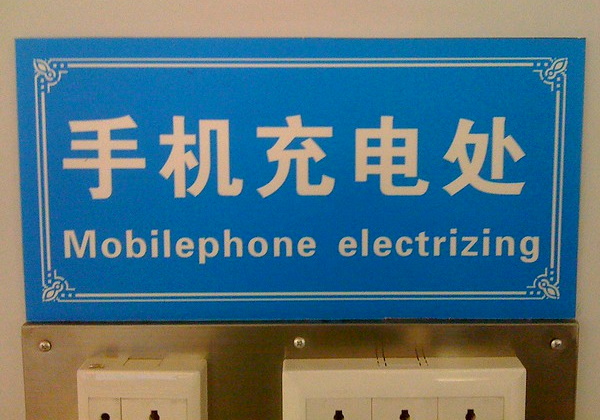 手机充电处
Mobilephone electrizing